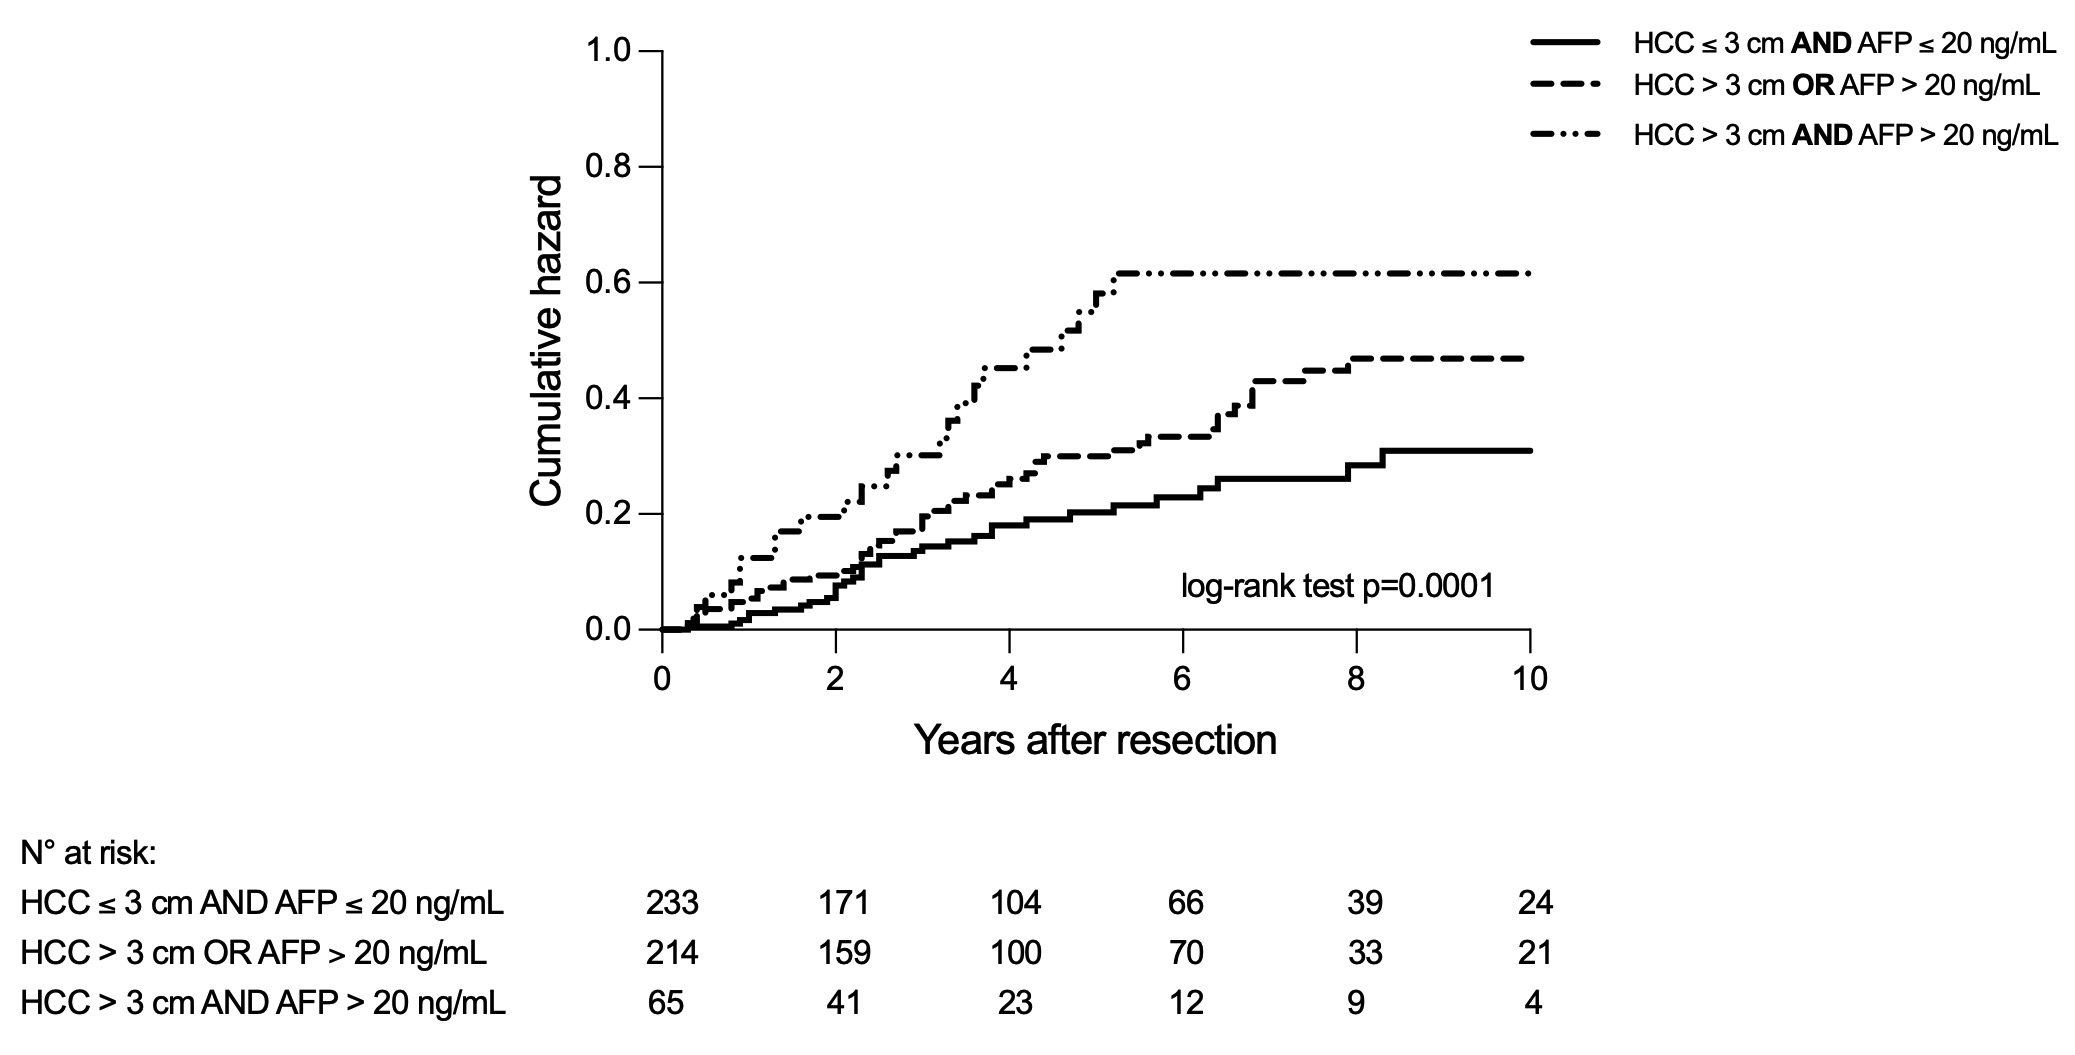 HCC ≤ 3 cm AND AFP ≤ 20 ng/mL
HCC > 3 cm OR AFP > 20 ng/mL
HCC > 3 cm AND AFP > 20 ng/mL
Cumulative hazard
1.0
0.8
0.6
0.4
0.2
0.0
log-rank test p=0.0001
0 2 4 6 8 10
Years after resection
N° at risk:
HCC ≤ 3 cm AND AFP ≤ 20 ng/mL 233 171 104 66 39 24
HCC > 3 cm OR AFP > 20 ng/mL 214 159 100 70 33 21
HCC > 3 cm AND AFP > 20 ng/mL 65 41 23 12 9 4